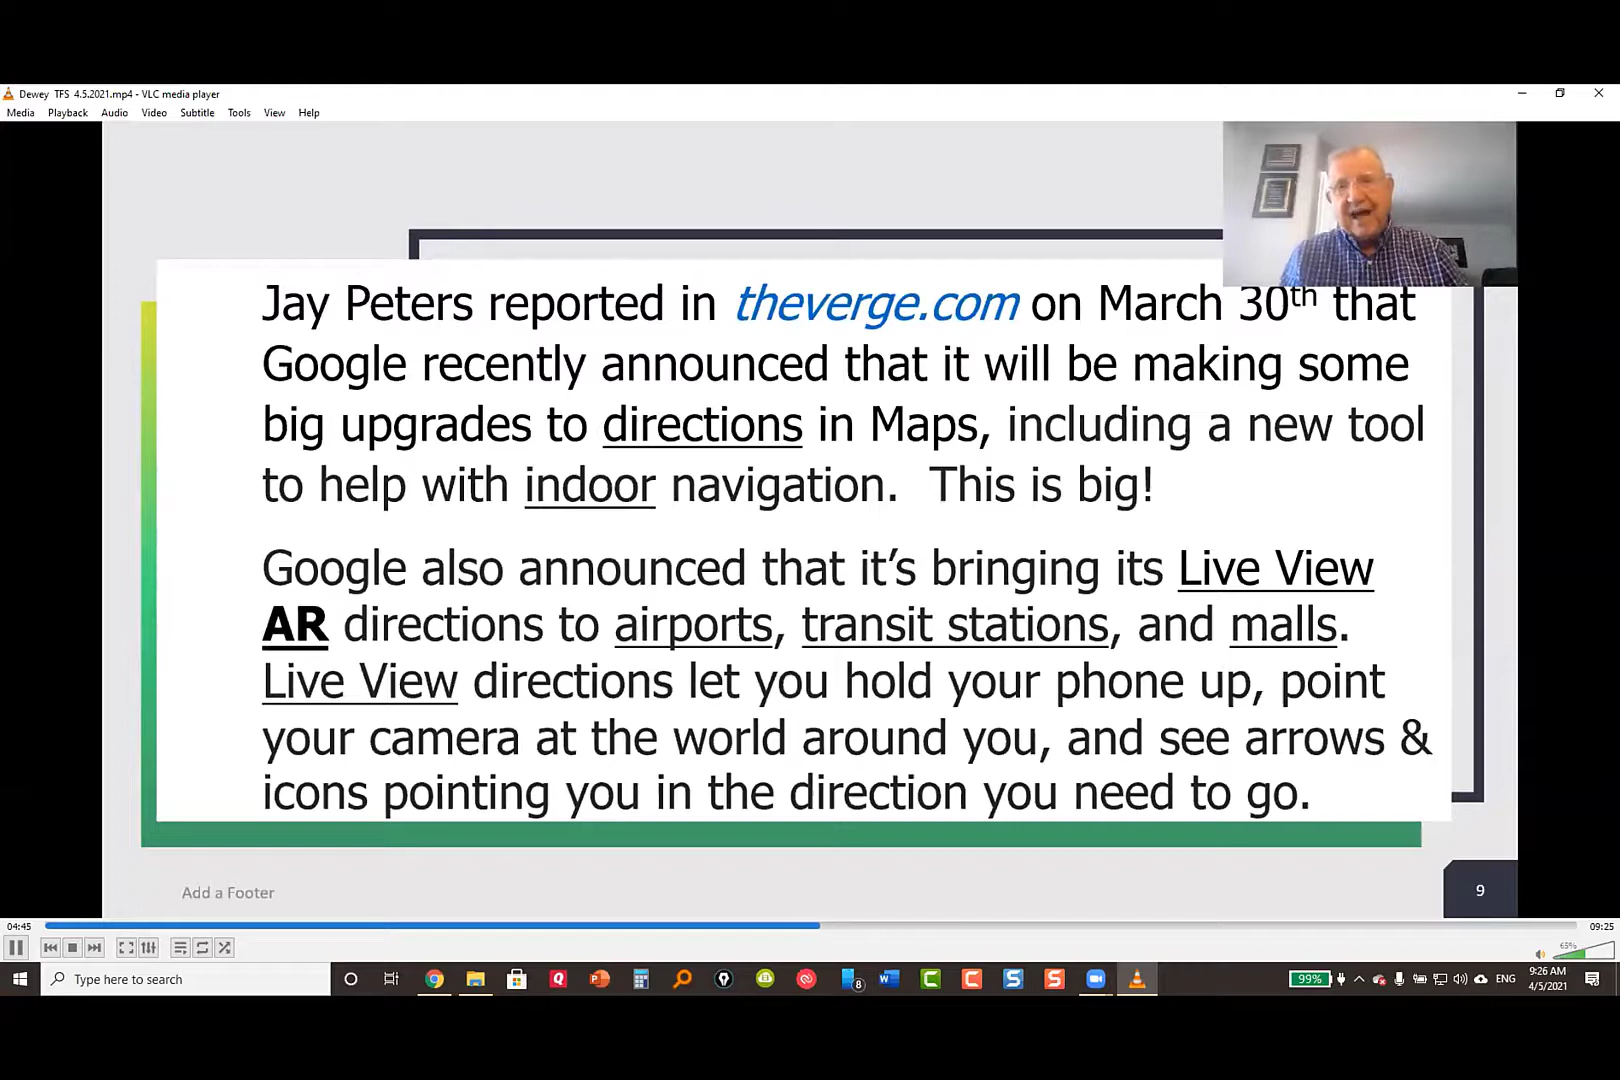 Dewey TFS 4.5.2021.mp4 - VLC media player
Media Playback Audio Video Subtitle Tools View Help
Jay Peters reported in theverge.com on March 30th that
Google recently announced that it will be making some
big upgrades to directions in Maps, including a new tool
to help with indoor navigation. This is big!
Google also announced that it’s bringing its Live View
AR directions to airports, transit stations, and malls.
Live View directions let you hold your phone up, point
your camera at the world around you, and see arrows &
icons pointing you in the direction you need to go.
Add a Footer
9
04:45
09:25
65%
Type here to search
8
99%
ENG
9:26 AM
4/5/2021